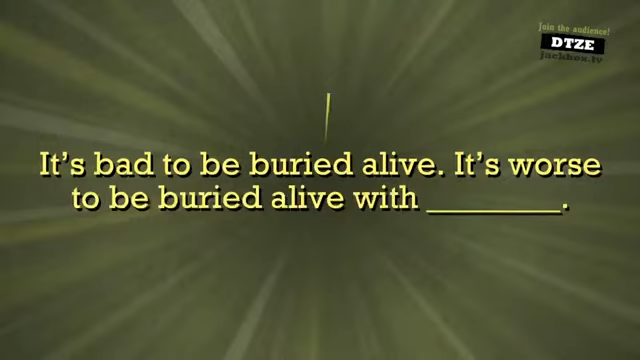 Join the audience!
DTZE
jackbox.tv
It's bad to be buried alive. It's worse
to be buried alive with ________.